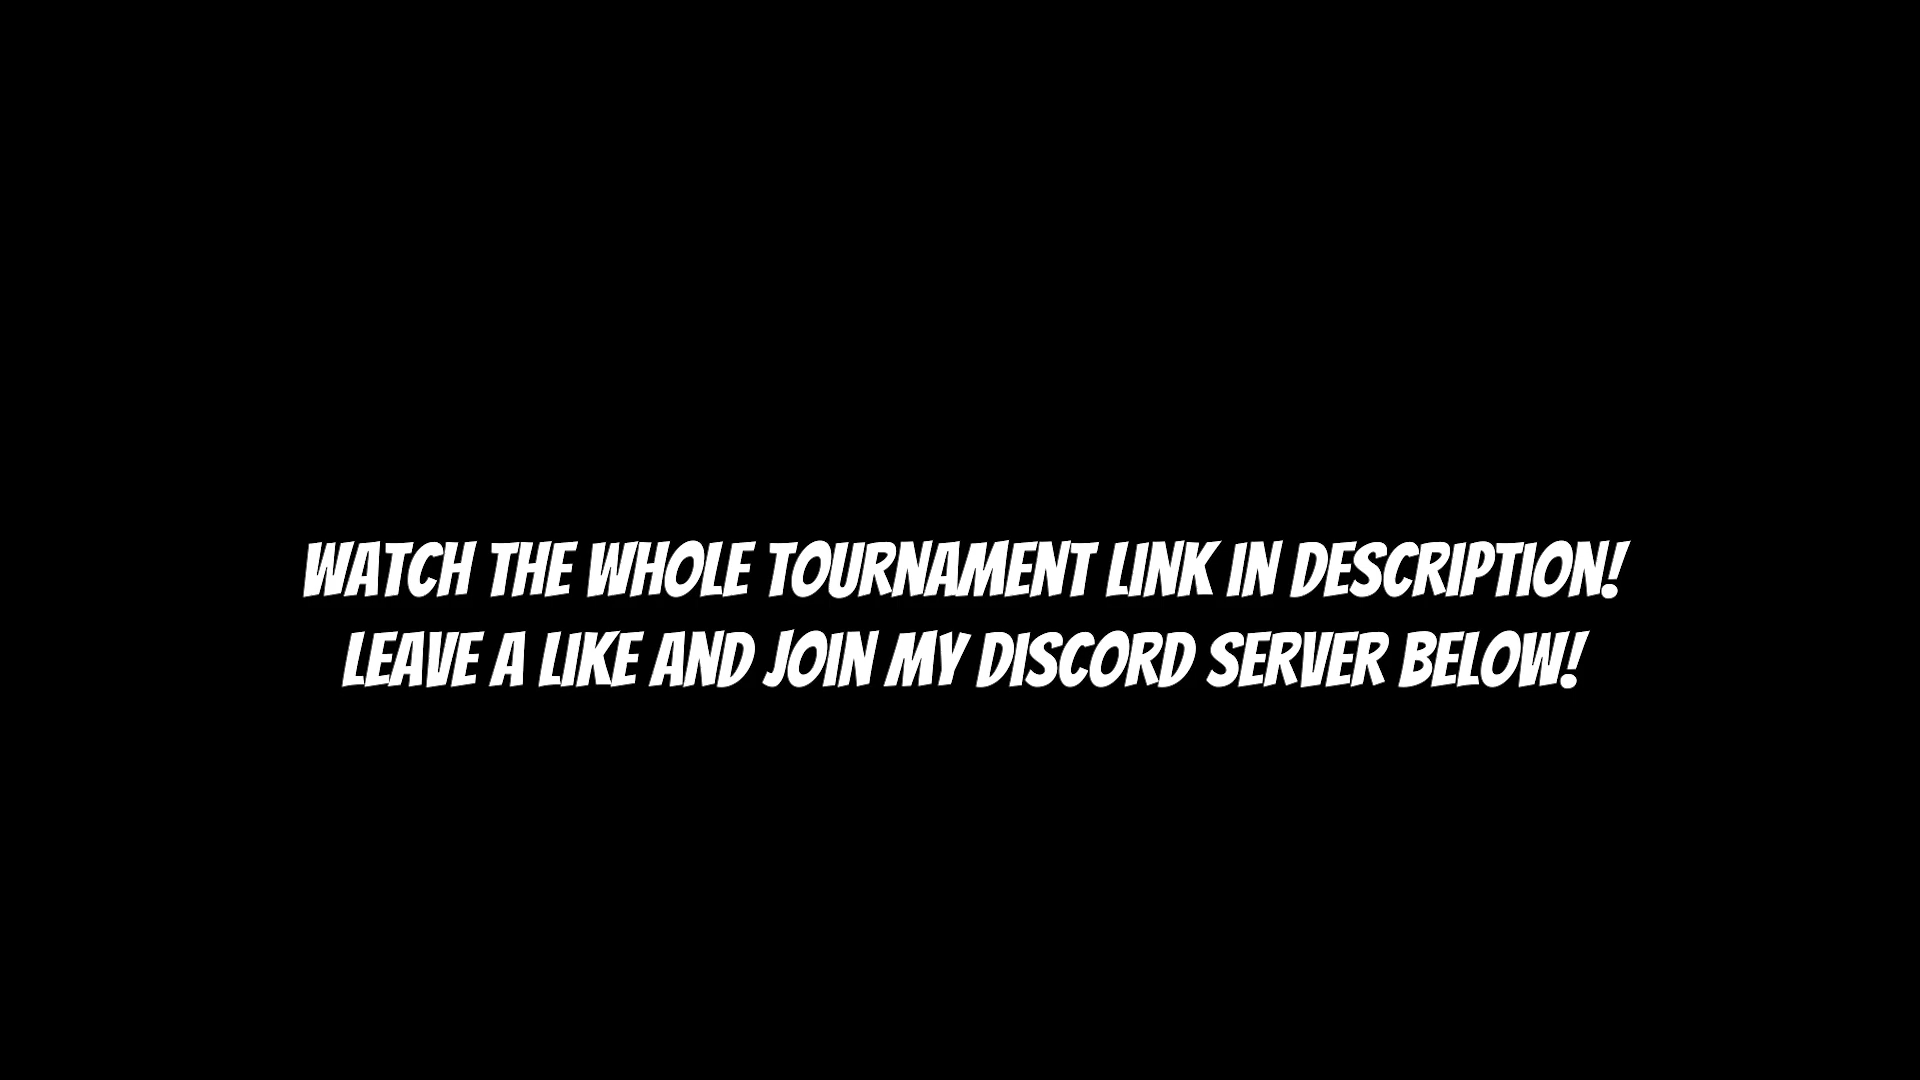 WATCH THE WHOLE TOURNAMENT LINK IN DESCRIPTION!
LEAVE A LIKE AND JOIN MY DISCORD SERVER BELOW!